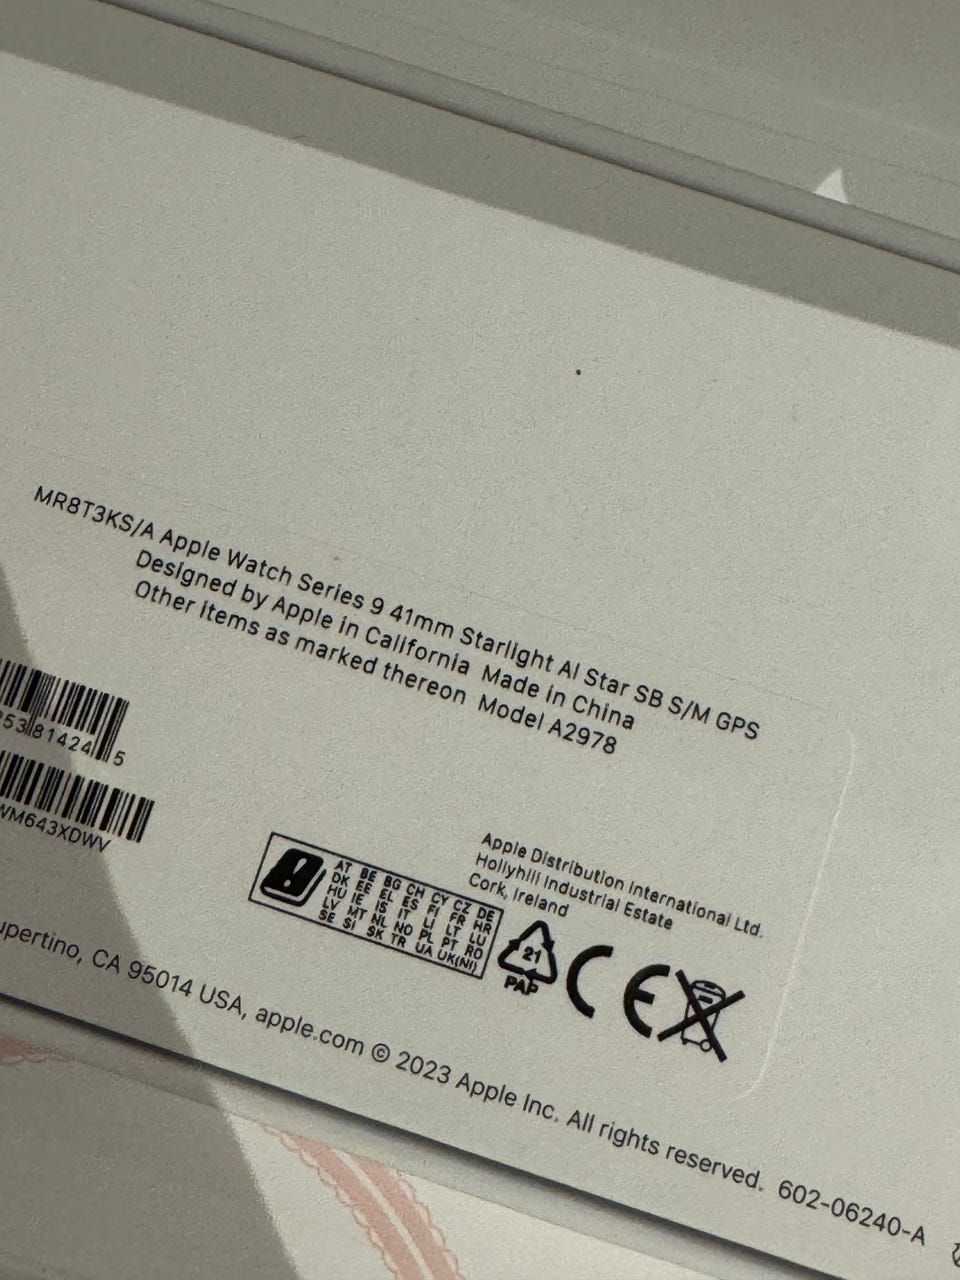 MR8T3KS/A Apple Watch Series 9 41mm Starlight Al Star SB S/M GPS
Designed by Apple in California Made in China
Other items as marked thereon Model A2978
5381424 5
M643XDWV
Apple Distribution International Ltd.
Hollyhill Industrial Estate
Cork, Ireland
AT BE BG CH CY CZ DE
DK EE EL ES FI FR HR
HU IE IS IT LI LT LU
LV MT NL NO PL PT RO
SE SI SK TR UA UK(NI)
21
PAP
CE
CA 95014 USA, apple.com © 2023 Apple Inc. All rights reserved. 602-06240-A